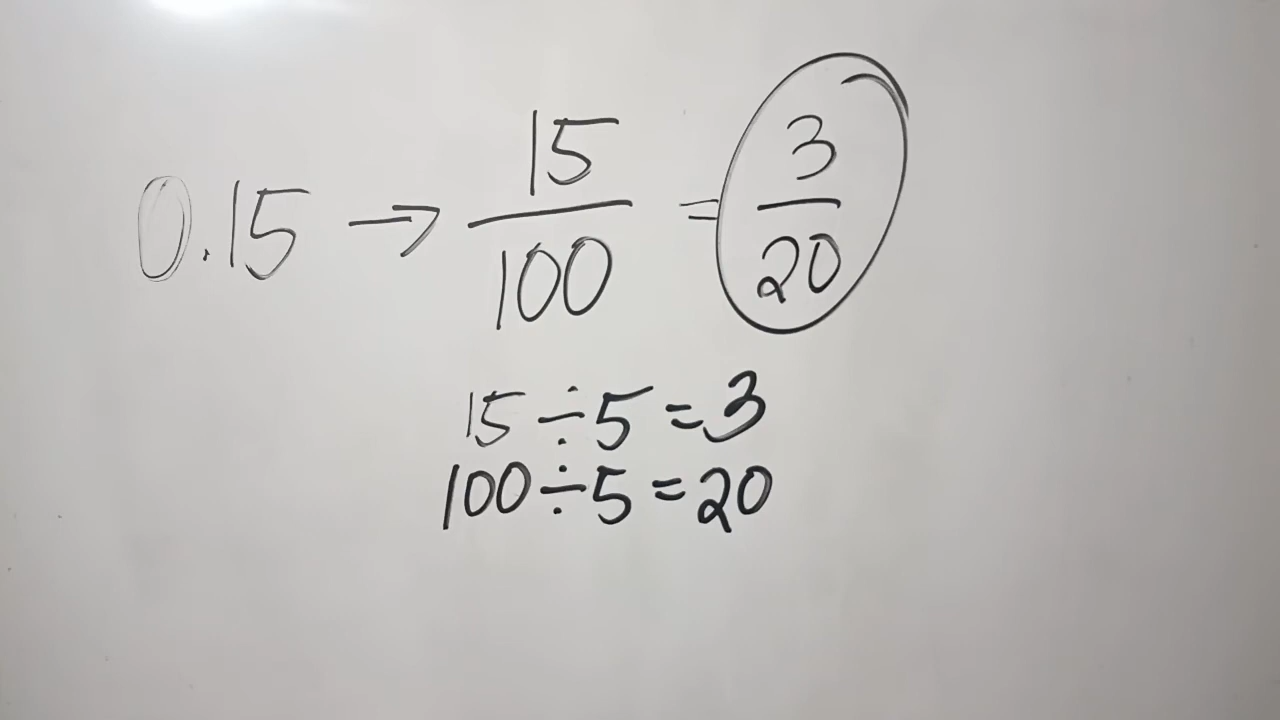 0.15 → 15/100 = 3/20
15 ÷ 5 = 3
100 ÷ 5 = 20